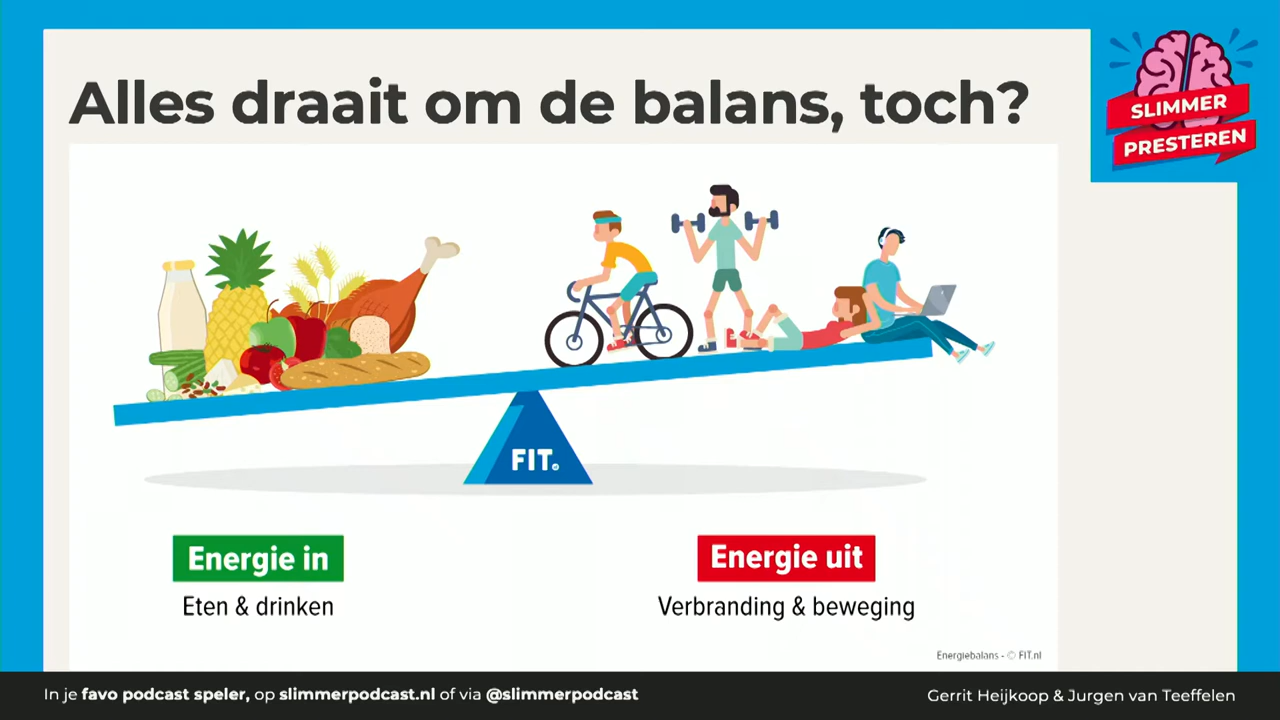 Alles draait om de balans, toch?
SLIMMER
PRESTEREN
FIT.
Energie in
Energie uit
Eten & drinken
Verbranding & beweging
Energiebalans - © FIT.nl
In je favo podcast speler, op slimmerpodcast.nl of via @slimmerpodcast
Gerrit Heijkoop & Jurgen van Teeffelen